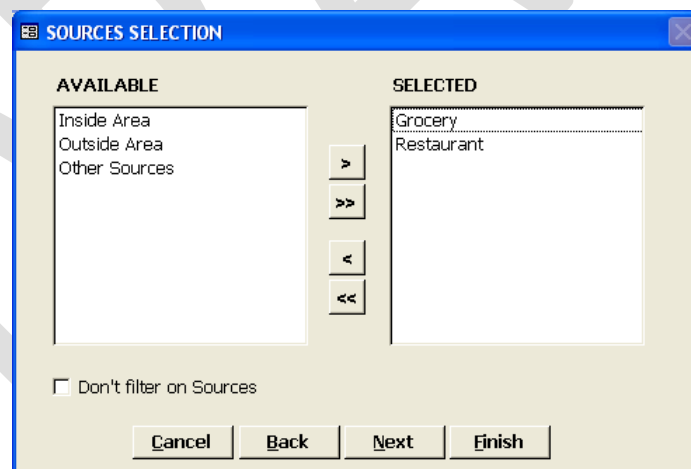 SOURCES SELECTION
AVAILABLE
Inside Area
Outside Area
Other Sources
>
>>
<
<<
SELECTED
Grocery
Restaurant
Don't filter on Sources
Cancel Back Next Finish